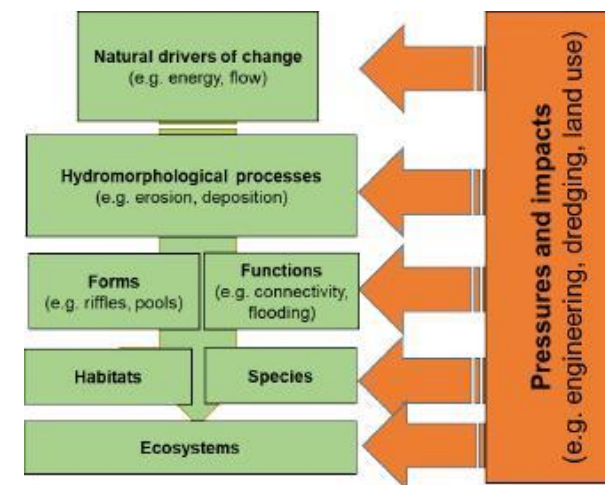 Natural drivers of change
(e.g. energy, flow)
Hydromorphological processes
(e.g. erosion, deposition)
Forms
(e.g. riffles, pools)
Functions
(e.g. connectivity,
flooding)
Habitats
Species
Ecosystems
Pressures and impacts
(e.g. engineering, dredging, land use)